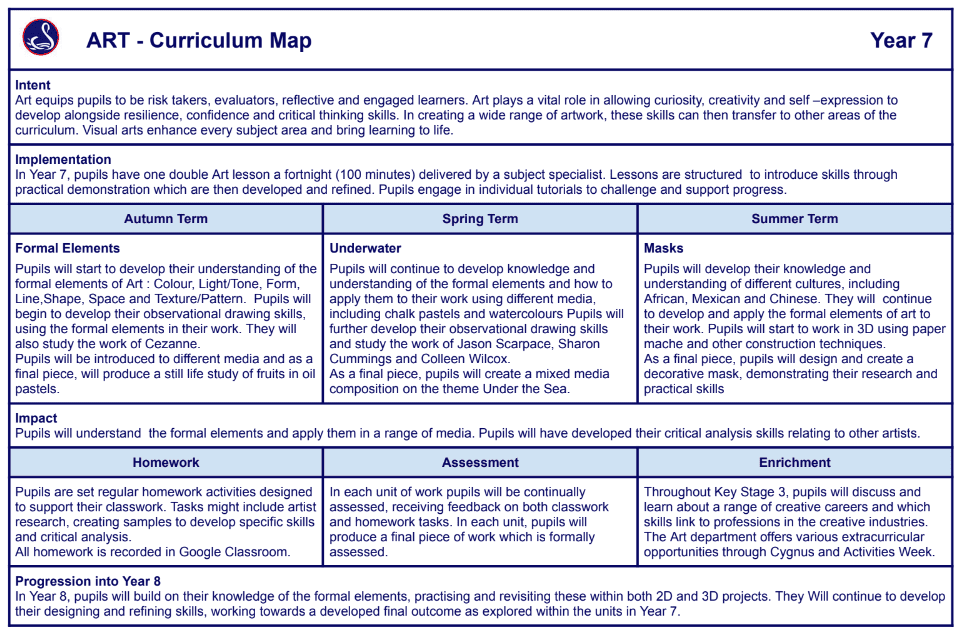 ART - Curriculum Map
Year 7
Intent
Art equips pupils to be risk takers, evaluators, reflective and engaged learners. Art plays a vital role in allowing curiosity, creativity and self –expression to
develop alongside resilience, confidence and critical thinking skills. In creating a wide range of artwork, these skills can then transfer to other areas of the
curriculum. Visual arts enhance every subject area and bring learning to life.
Implementation
In Year 7, pupils have one double Art lesson a fortnight (100 minutes) delivered by a subject specialist. Lessons are structured  to introduce skills through
practical demonstration which are then developed and refined. Pupils engage in individual tutorials to challenge and support progress.
Autumn Term
Formal Elements
Pupils will start to develop their understanding of the
formal elements of Art : Colour, Light/Tone, Form,
Line,Shape, Space and Texture/Pattern.  Pupils will
begin to develop their observational drawing skills,
using the formal elements in their work. They will
also study the work of Cezanne.
Pupils will be introduced to different media and as a
final piece, will produce a still life study of fruits in oil
pastels.
Spring Term
Underwater
Pupils will continue to develop knowledge and
understanding of the formal elements and how to
apply them to their work using different media,
including chalk pastels and watercolours Pupils will
further develop their observational drawing skills
and study the work of Jason Scarpace, Sharon
Cummings and Colleen Wilcox.
As a final piece, pupils will create a mixed media
composition on the theme Under the Sea.
Summer Term
Masks
Pupils will develop their knowledge and
understanding of different cultures, including
African, Mexican and Chinese. They will  continue
to develop and apply the formal elements of art to
their work. Pupils will start to work in 3D using paper
mache and other construction techniques.
As a final piece, pupils will design and create a
decorative mask, demonstrating their research and
practical skills
Impact
Pupils will understand  the formal elements and apply them in a range of media. Pupils will have developed their critical analysis skills relating to other artists.
Homework
Pupils are set regular homework activities designed
to support their classwork. Tasks might include artist
research, creating samples to develop specific skills
and critical analysis.
All homework is recorded in Google Classroom.
Assessment
In each unit of work pupils will be continually
assessed, receiving feedback on both classwork
and homework tasks. In each unit, pupils will
produce a final piece of work which is formally
assessed.
Enrichment
Throughout Key Stage 3, pupils will discuss and
learn about a range of creative careers and which
skills link to professions in the creative industries.
The Art department offers various extracurricular
opportunities through Cygnus and Activities Week.
Progression into Year 8
In Year 8, pupils will build on their knowledge of the formal elements, practising and revisiting these within both 2D and 3D projects. They Will continue to develop
their designing and refining skills, working towards a developed final outcome as explored within the units in Year 7.